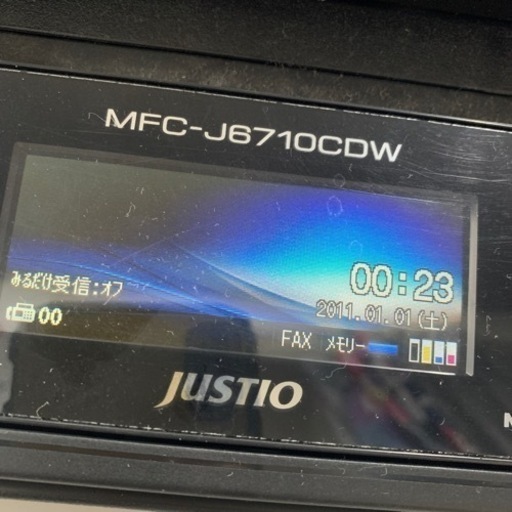 MFC-J6710CDW
00:23
みるだけ受信:オフ
2011.01.01(土)
00
FAX メモリー
JUSTIO